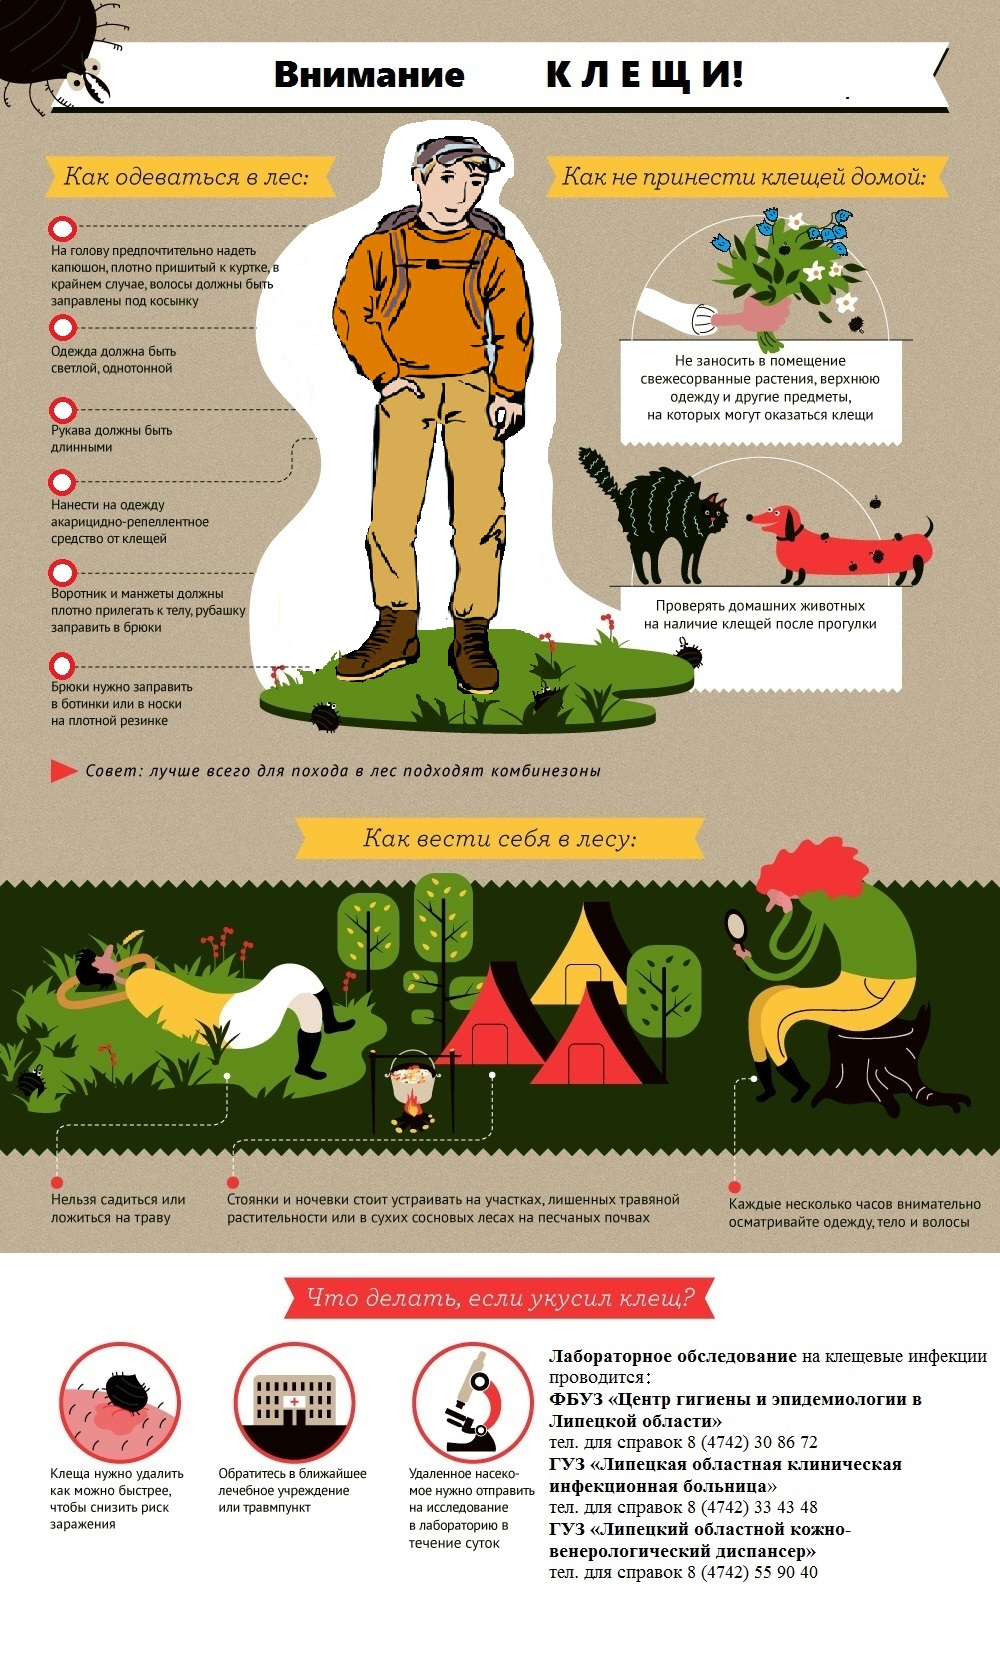 Внимание К Л Е Щ И!
Как одеваться в лес:
На голову предпочтительно надеть
капюшон, плотно пришитый к куртке, в
крайнем случае, волосы должны быть
заправлены под косынку
Одежда должна быть
светлой, однотонной
Рукава должны быть
длинными
Нанести на одежду
акарицидно-репеллентное
средство от клещей
Воротник и манжеты должны
плотно прилегать к телу, рубашку
заправить в брюки
Брюки нужно заправить
в ботинки или в носки
на плотной резинке
Совет: лучше всего для похода в лес подходят комбинезоны
Как не принести клещей домой:
Не заносить в помещение
свежесорванные растения, верхнюю
одежду и другие предметы,
на которых могут оказаться клещи
Проверять домашних животных
на наличие клещей после прогулки
Как вести себя в лесу:
Нельзя садиться или
ложиться на траву
Стоянки и ночевки стоит устраивать на участках, лишенных травяной
растительности или в сухих сосновых лесах на песчаных почвах
Каждые несколько часов внимательно
осматривайте одежду, тело и волосы
Что делать, если укусил клещ?
Клеща нужно удалить
как можно быстрее,
чтобы снизить риск
заражения
Обратитесь в ближайшее
лечебное учреждение
или травмпункт
Удаленное насеко-
мое нужно отправить
на исследование
в лабораторию в
течение суток
Лабораторное обследование на клещевые инфекции
проводится:
ФБУЗ «Центр гигиены и эпидемиологии в
Липецкой области»
тел. для справок 8 (4742) 30 86 72
ГУЗ «Липецкая областная клиническая
инфекционная больница»
тел. для справок 8 (4742) 33 43 48
ГУЗ «Липецкий областной кожно-
венерологический диспансер»
тел. для справок 8 (4742) 55 90 40